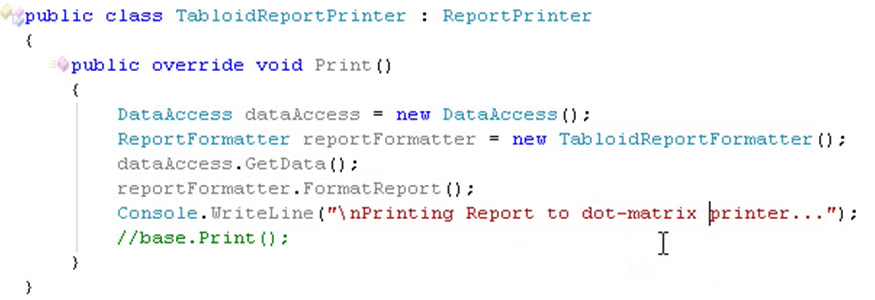 public class TabloidReportPrinter : ReportPrinter
{
public override void Print()
{
DataAccess dataAccess = new DataAccess();
ReportFormatter reportFormatter = new TabloidReportFormatter();
dataAccess.GetData();
reportFormatter.FormatReport();
Console.WriteLine("\nPrinting Report to dot-matrix printer...");
//base.Print();
}
}